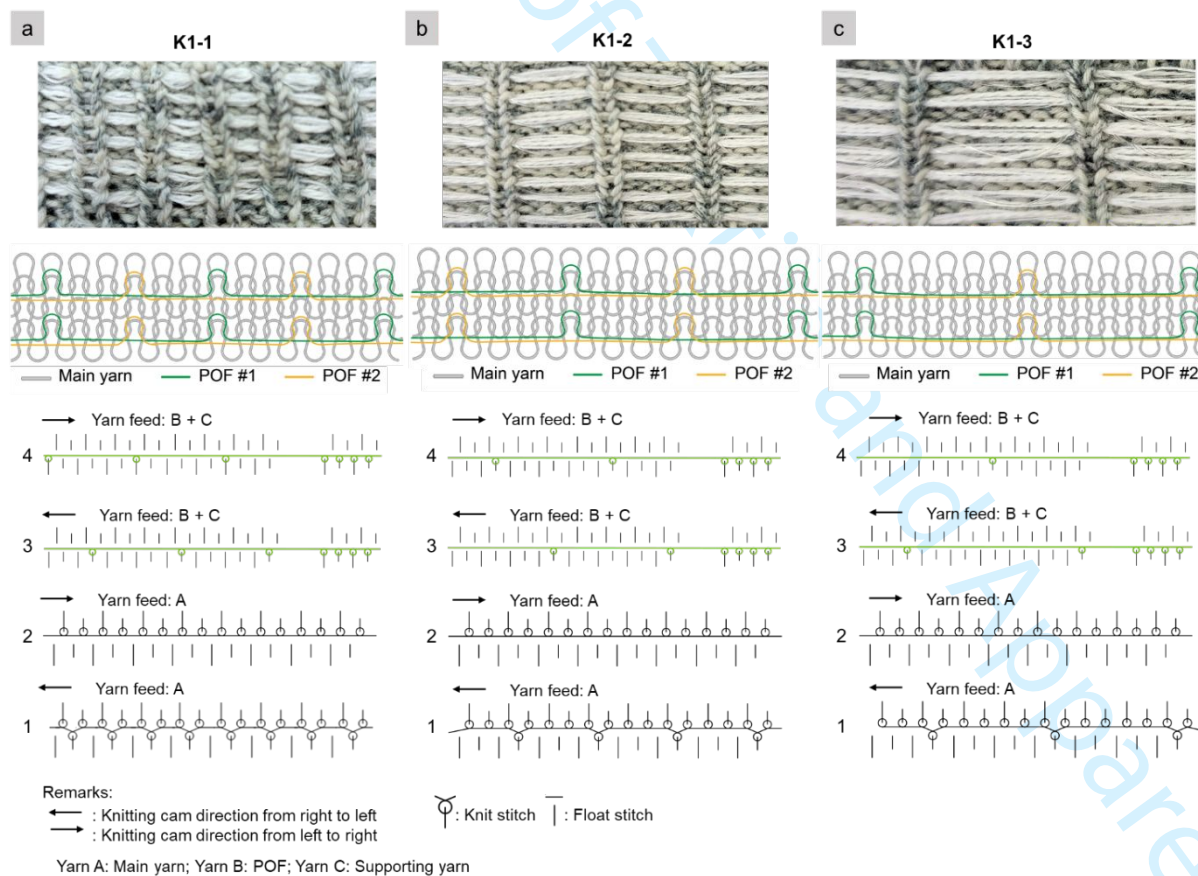 a
K1-1
b
K1-2
c
K1-3
Main yarn POF #1 POF #2
Main yarn POF #1 POF #2
Main yarn POF #1 POF #2
Yarn feed: B + C
4
Yarn feed: B + C
3
Yarn feed: A
2
Yarn feed: A
1
Yarn feed: B + C
4
Yarn feed: B + C
3
Yarn feed: A
2
Yarn feed: A
1
Yarn feed: B + C
4
Yarn feed: B + C
3
Yarn feed: A
2
Yarn feed: A
1
Remarks:
: Knitting cam direction from right to left
: Knitting cam direction from left to right
: Knit stitch
: Float stitch
Yarn A: Main yarn; Yarn B: POF; Yarn C: Supporting yarn
of
and
Appare